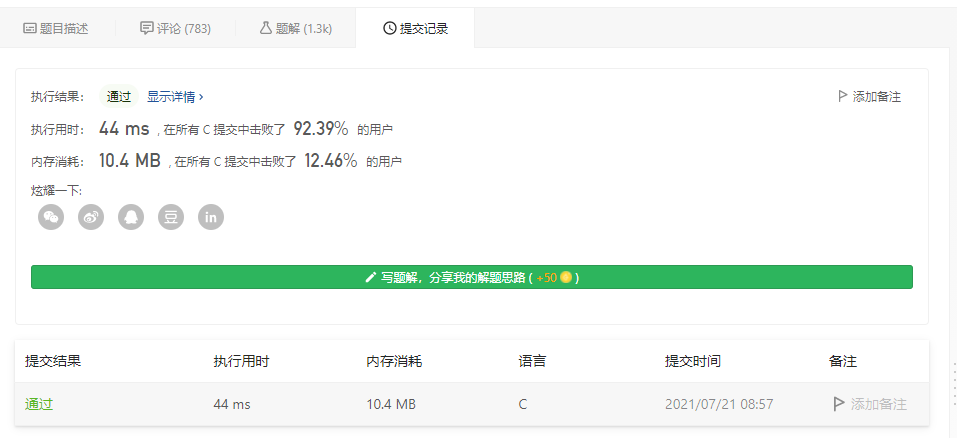 题目描述 评论 (783) 题解 (1.3k) 提交记录
执行结果： 通过 显示详情 › 添加备注
执行用时： 44 ms , 在所有 C 提交中击败了 92.39% 的用户
内存消耗： 10.4 MB , 在所有 C 提交中击败了 12.46% 的用户
炫耀一下:
写题解，分享我的解题思路 ( +50 )
提交结果 执行用时 内存消耗 语言 提交时间 备注
通过 44 ms 10.4 MB C 2021/07/21 08:57 添加备注